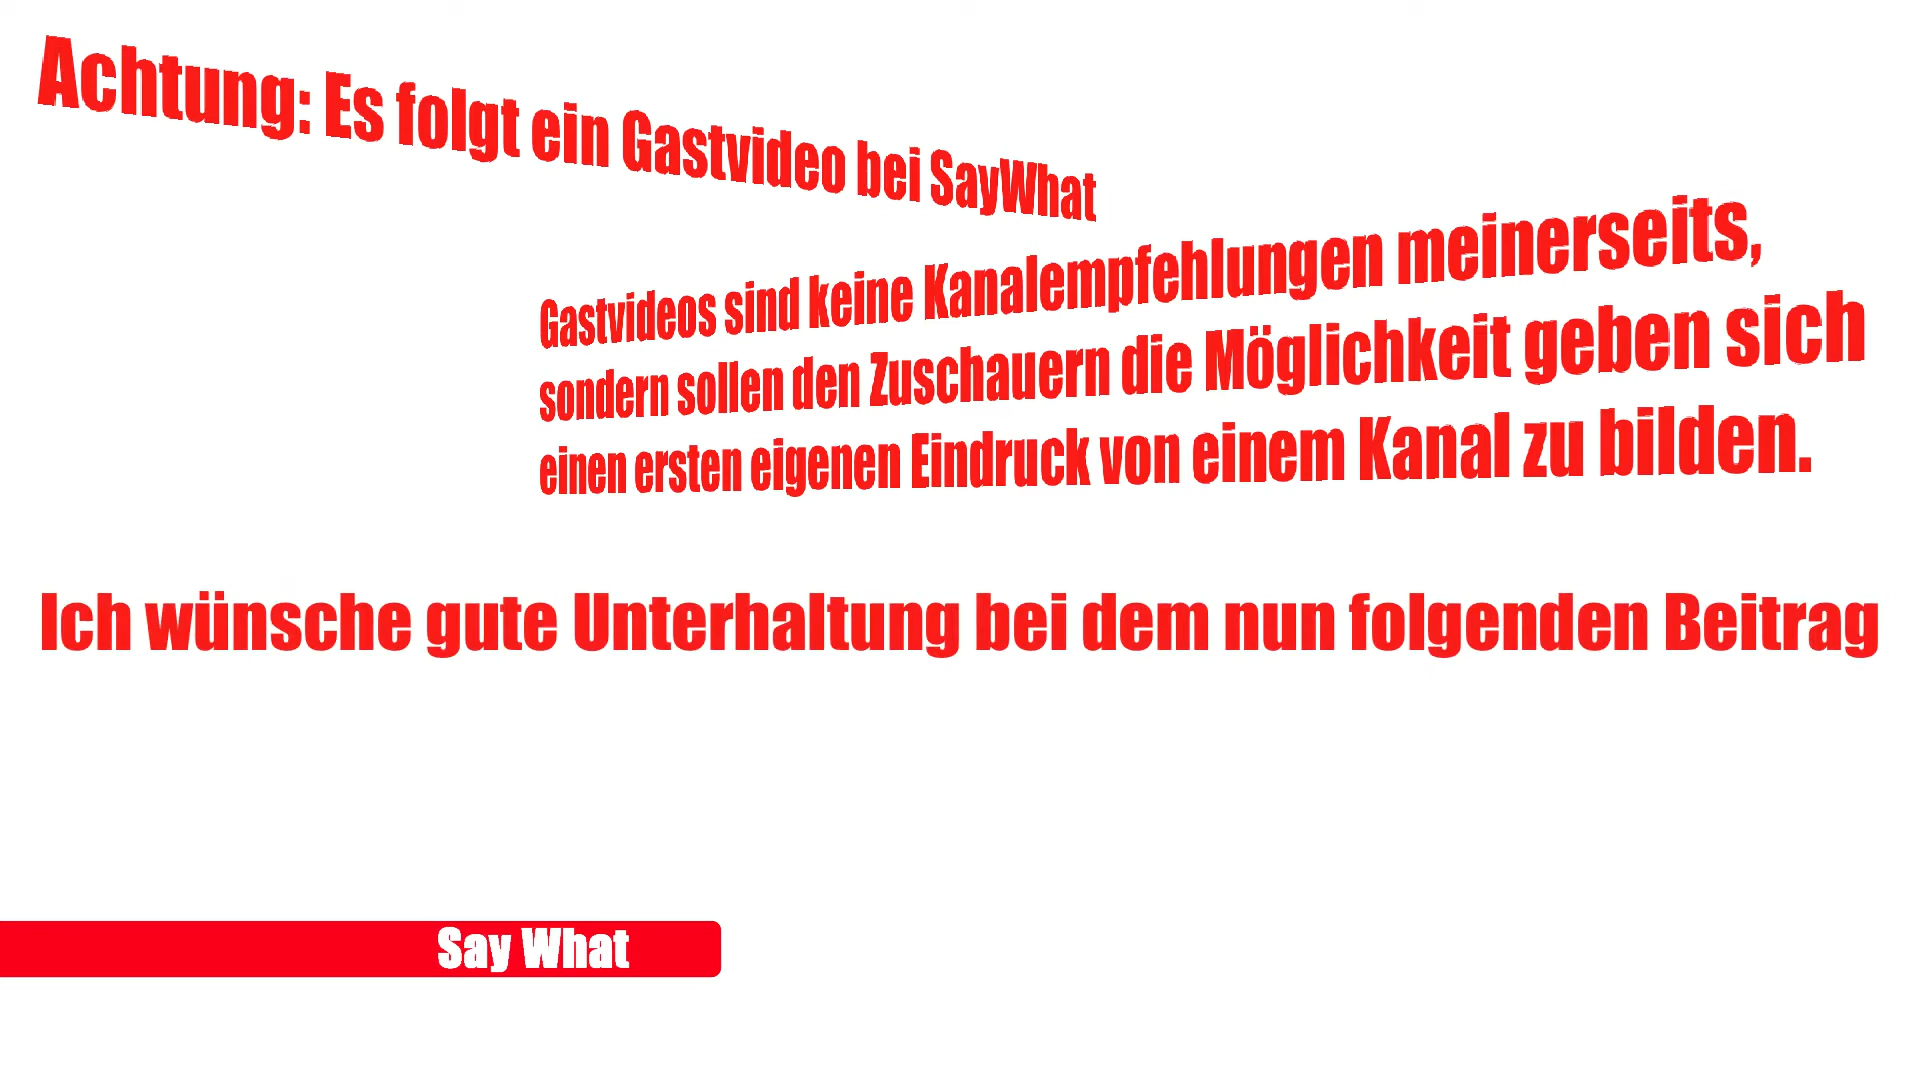 Achtung: Es folgt ein Gastvideo bei SayWhat
Gastvideos sind keine Kanalempfehlungen meinerseits,
sondern sollen den Zuschauern die Möglichkeit geben sich
einen ersten eigenen Eindruck von einem Kanal zu bilden.
Ich wünsche gute Unterhaltung bei dem nun folgenden Beitrag
Say What